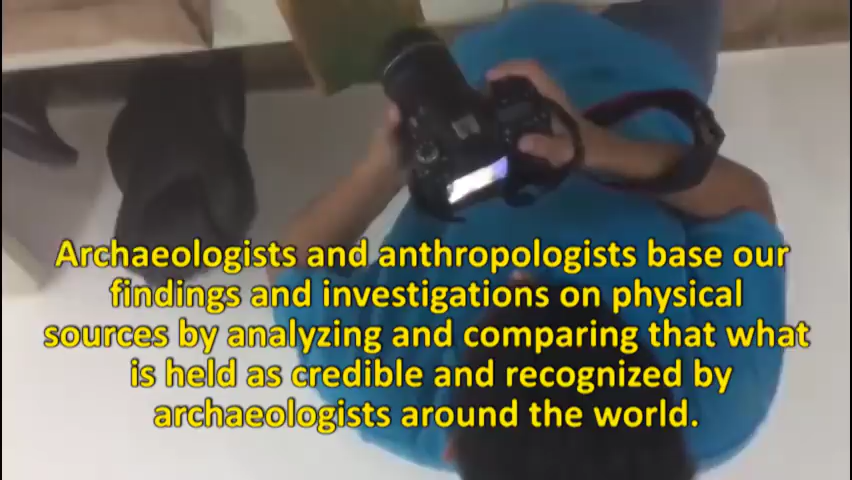 Archaeologists and anthropologists base our
findings and investigations on physical
sources by analyzing and comparing that what
is held as credible and recognized by
archaeologists around the world.